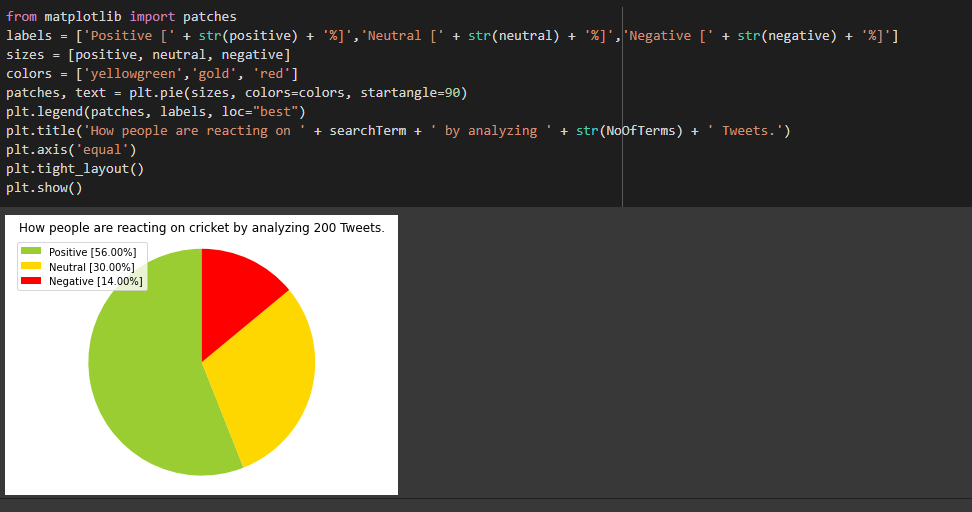 from matplotlib import patches
labels = ['Positive [' + str(positive) + '%]','Neutral [' + str(neutral) + '%]','Negative [' + str(negative) + '%]']
sizes = [positive, neutral, negative]
colors = ['yellowgreen','gold', 'red']
patches, text = plt.pie(sizes, colors=colors, startangle=90)
plt.legend(patches, labels, loc="best")
plt.title('How people are reacting on ' + searchTerm + ' by analyzing ' + str(NoOfTerms) + ' Tweets.')
plt.axis('equal')
plt.tight_layout()
plt.show()
How people are reacting on cricket by analyzing 200 Tweets.
Positive [56.00%]
Neutral [30.00%]
Negative [14.00%]